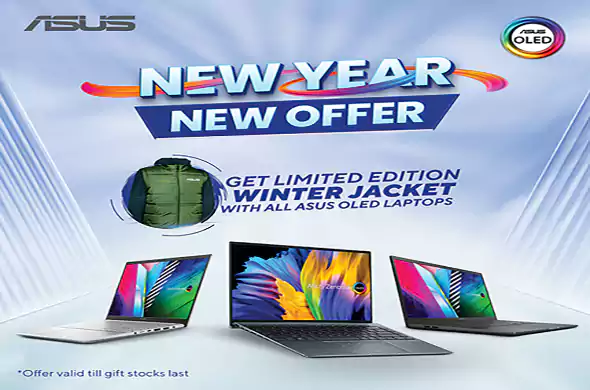 ASUS
ASUS
OLED
NEW YEAR
NEW OFFER
GET LIMITED EDITION
WINTER JACKET
WITH ALL ASUS OLED LAPTOPS
*Offer valid till gift stocks last